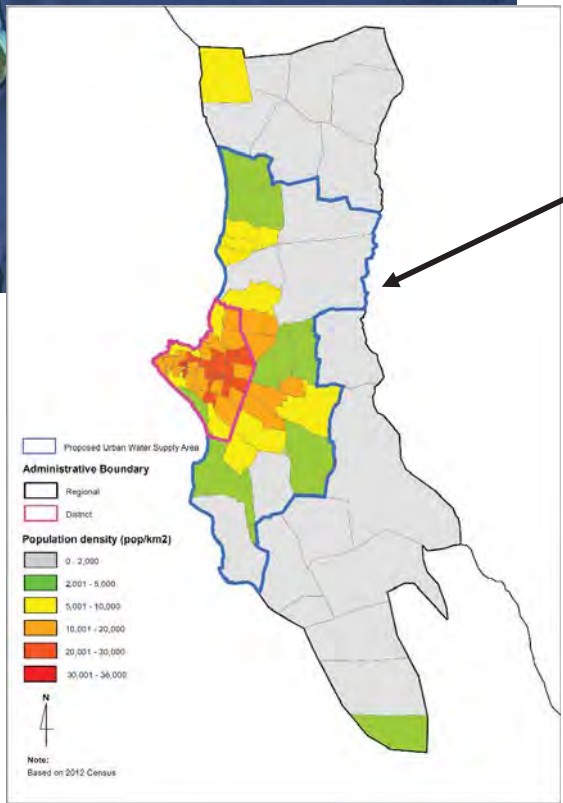 Proposed Urban Water Supply Area
Administrative Boundary
Regional
District
Population density (pop/km2)
0 - 2,000
2,001 - 5,000
5,001 - 10,000
10,001 - 20,000
20,001 - 30,000
30,001 - 36,000
N
Note:
Based on 2012 Census